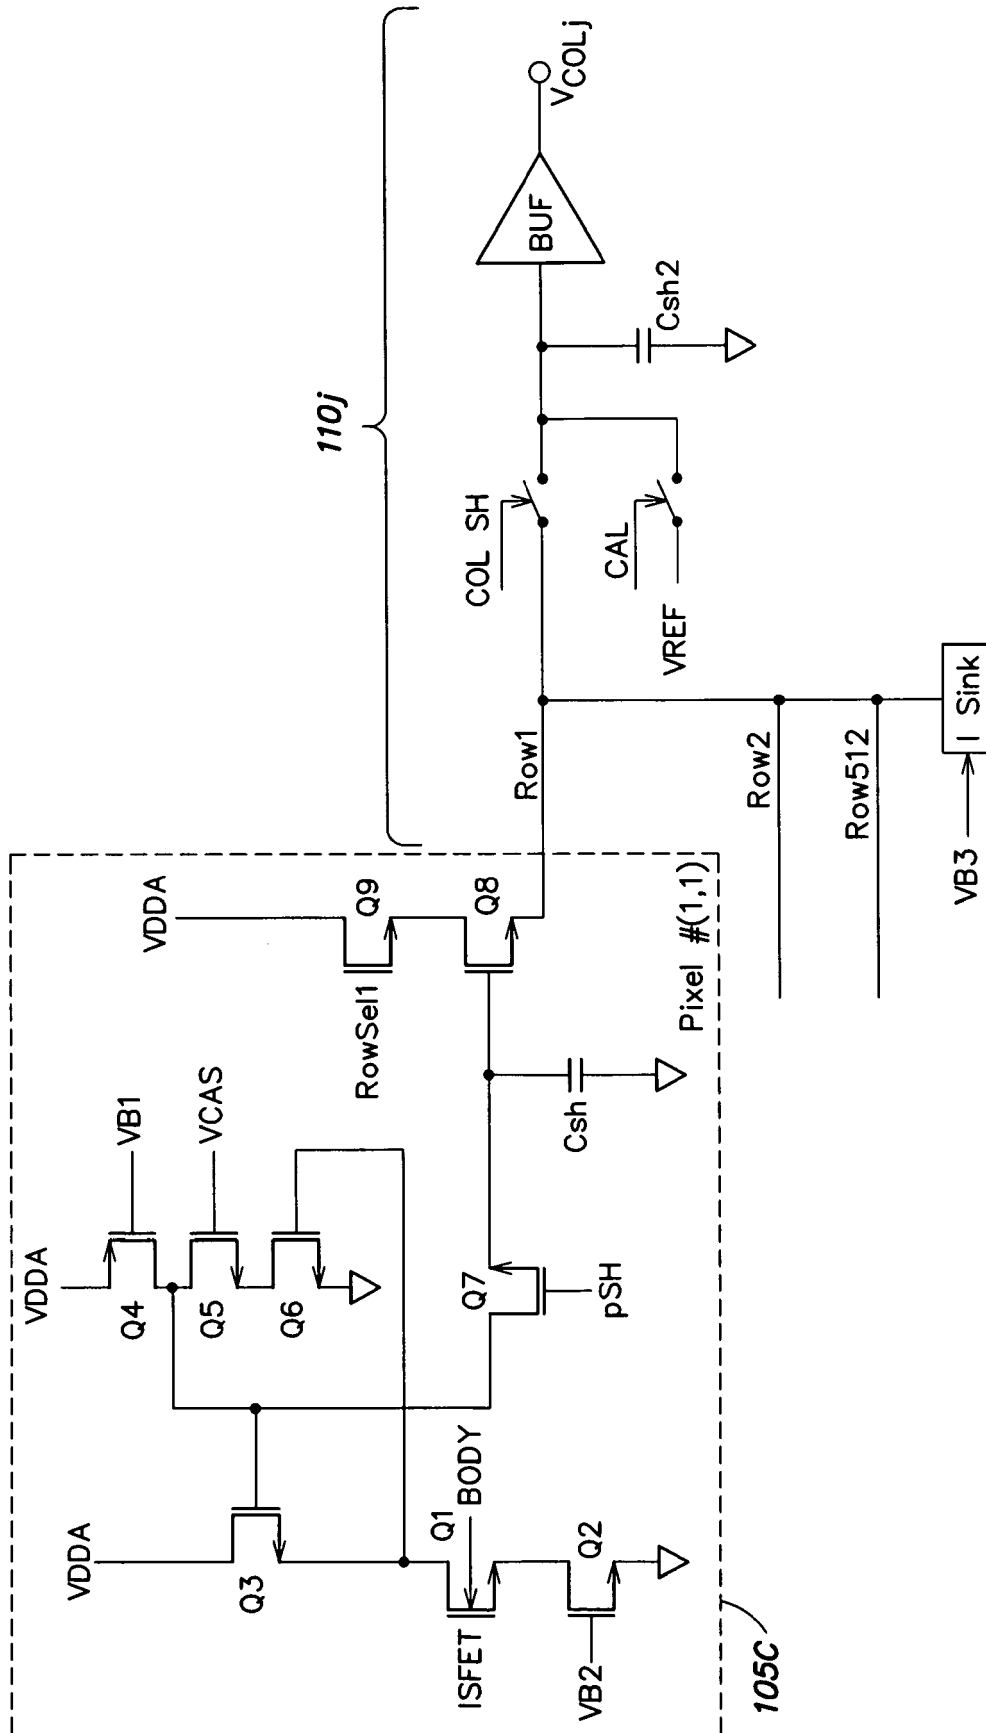 110j
VCOLj
BUF
Csh2
COL SH
CAL
VREF
Row1
Row2
Row512
I Sink
VB3
VDDA
Q9
RowSel1
Q8
Pixel #(1,1)
Csh
VDDA
VB1
Q4
VCAS
Q5
Q6
Q7
pSH
VDDA
Q3
Q1
BODY
ISFET
Q2
VB2
105C